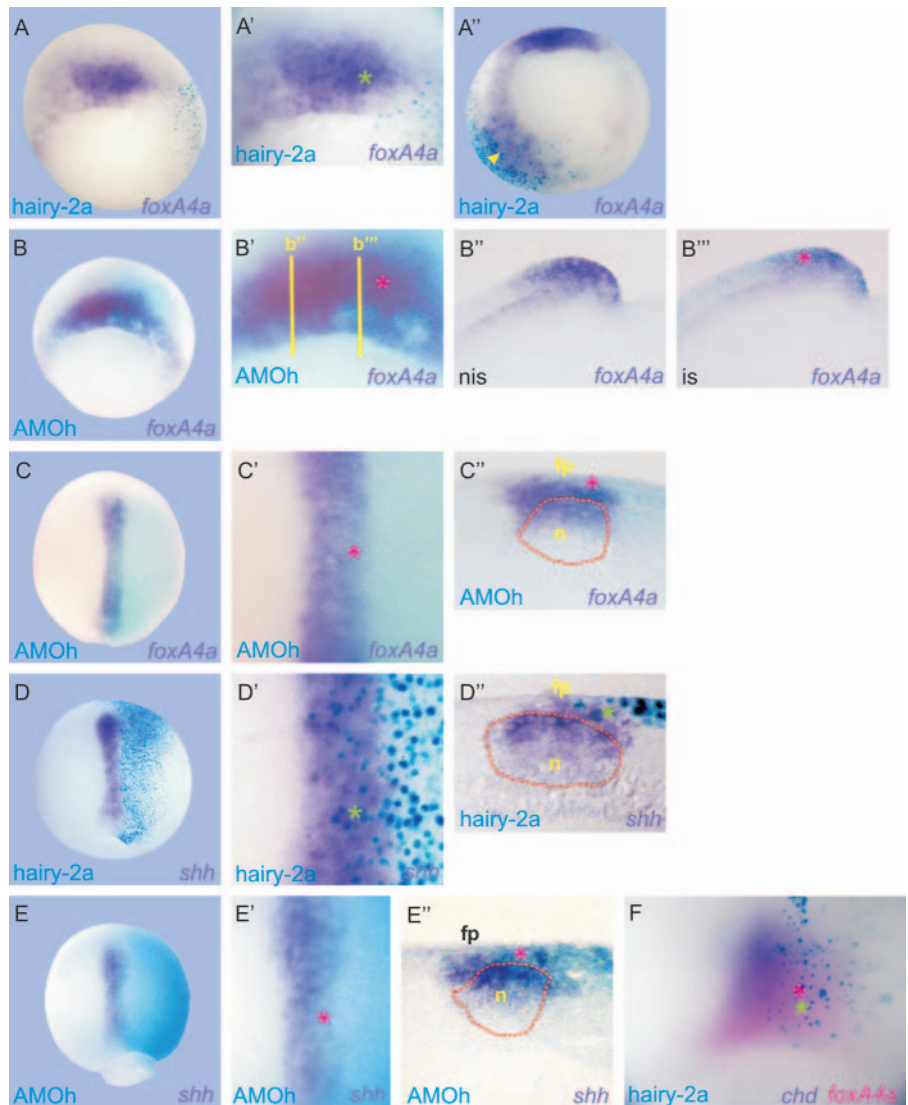 A
hairy-2a foxA4a
A'
*
hairy-2a foxA4a
A''
hairy-2a foxA4a
B
AMOh foxA4a
B'
b'' b'''
*
AMOh foxA4a
B''
nis foxA4a
B'''
*
is foxA4a
C
AMOh foxA4a
C'
*
AMOh foxA4a
C''
fp
*
n
AMOh foxA4a
D
hairy-2a shh
D'
*
hairy-2a shh
D''
fp
*
n
hairy-2a shh
E
AMOh shh
E'
*
AMOh shh
E''
fp
*
n
AMOh shh
F
*
*
hairy-2a chd foxA4a